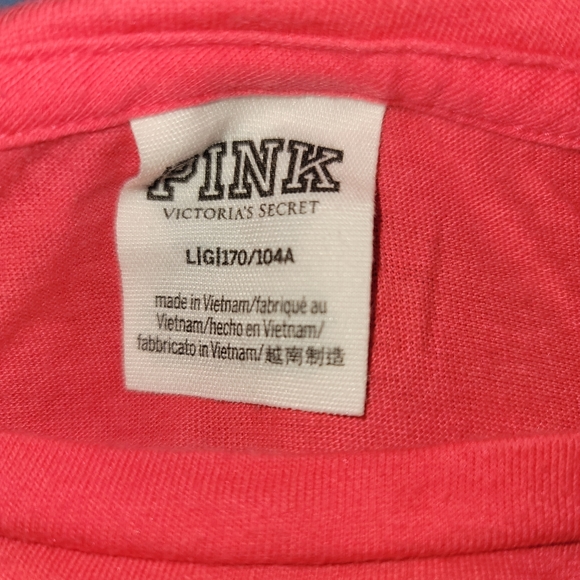 PINK
VICTORIA'S SECRET
L|G|170/104A
made in Vietnam/fabriqué au
Vietnam/hecho en Vietnam/
fabbricato in Vietnam/越南制造